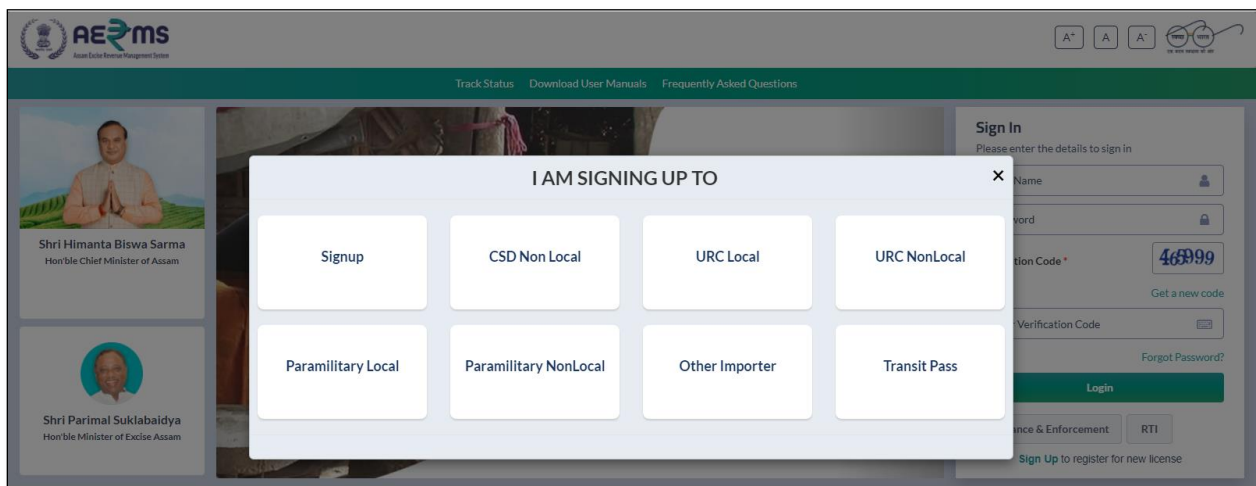 AE₹MS
Assam Excise Revenue Management System
A+ A A-
Track Status Download User Manuals Frequently Asked Questions
Shri Himanta Biswa Sarma
Hon'ble Chief Minister of Assam
Shri Parimal Suklabaidya
Hon'ble Minister of Excise Assam
I AM SIGNING UP TO ×
Signup CSD Non Local URC Local URC NonLocal
Paramilitary Local Paramilitary NonLocal Other Importer Transit Pass
Sign In
Please enter the details to sign in
Name
vord
tion Code *
465999
Get a new code
Verification Code
Forgot Password?
Login
ance & Enforcement RTI
Sign Up to register for new license